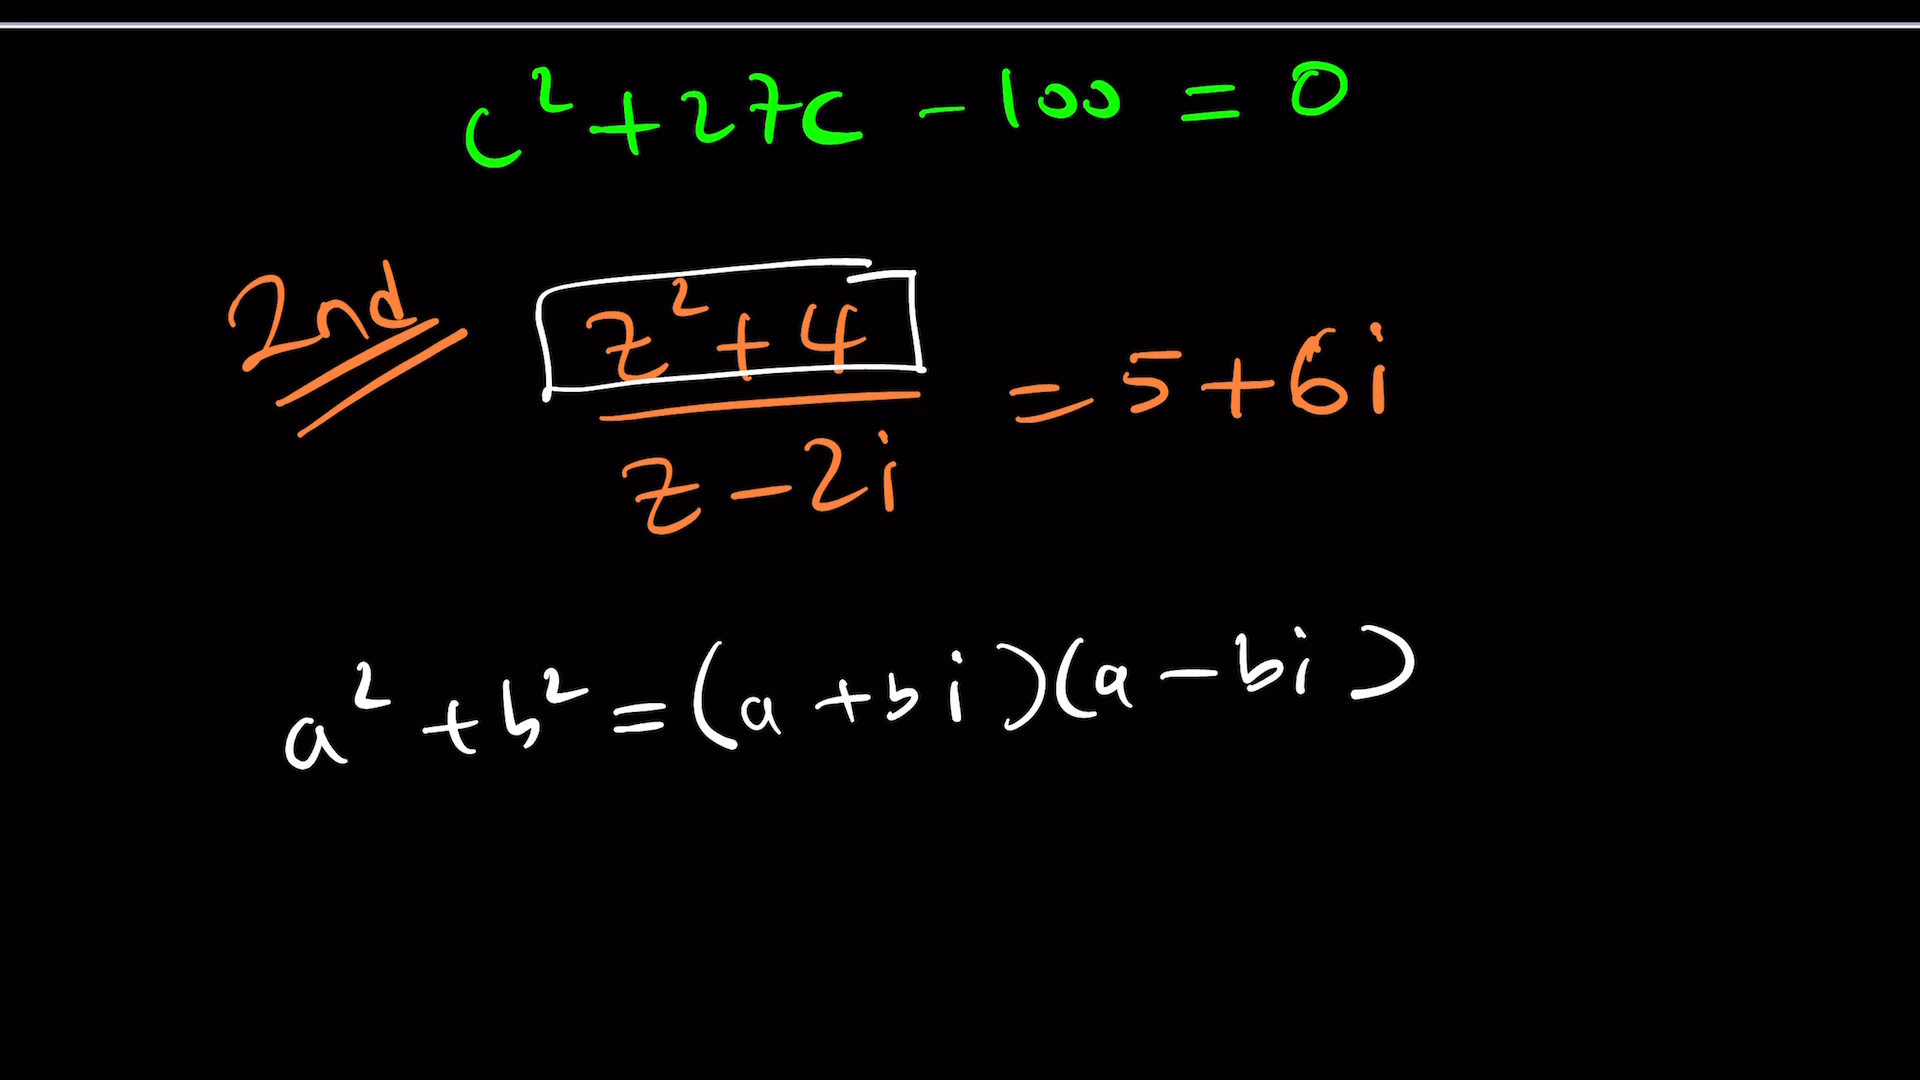 c² + 27c - 100 = 0
2nd
z² + 4
z - 2i
= 5 + 6i
a² + b² = (a + bi)(a - bi)